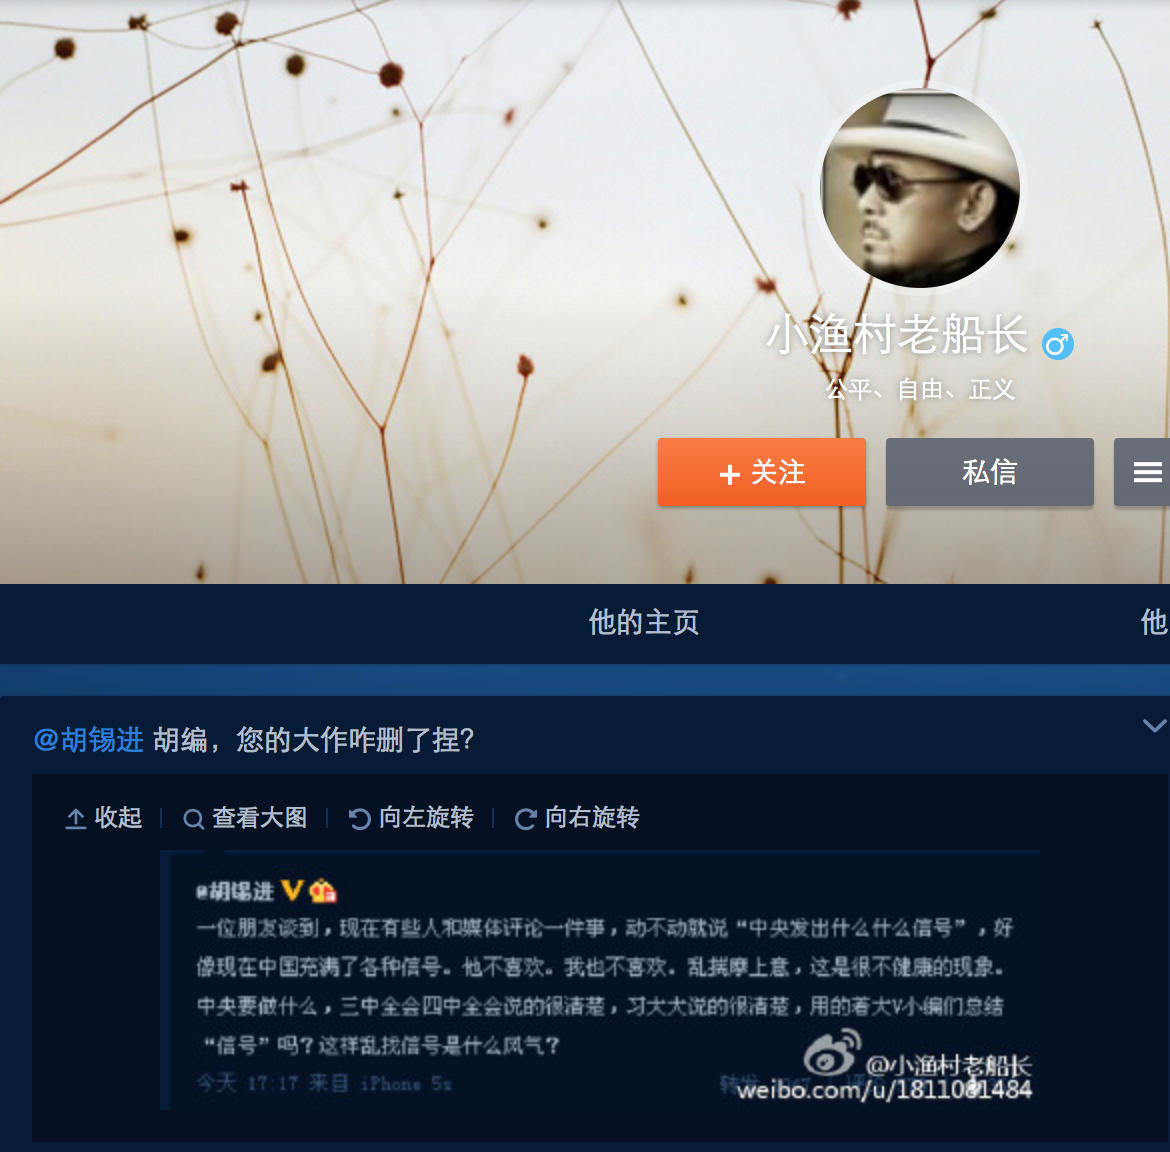 小渔村老船长
公平、自由、正义
+ 关注
私信
他的主页
他
@胡锡进 胡编，您的大作咋删了捏?
收起
查看大图
向左旋转
向右旋转
@胡锡进
一位朋友谈到，现在有些人和媒体评论一件事，动不动就说“中央发出什么什么信号”，好
像现在中国充满了各种信号。他不喜欢。我也不喜欢。乱揣摩上意，这是很不健康的现象。
中央要做什么，三中全会四中全会说的很清楚，习大大说的很清楚，用的着大V小编们总结
“信号”吗？这样乱找信号是什么风气？
今天 17:17 来自 iPhone 5s
转发
@小渔村老船长
weibo.com/u/1811081484